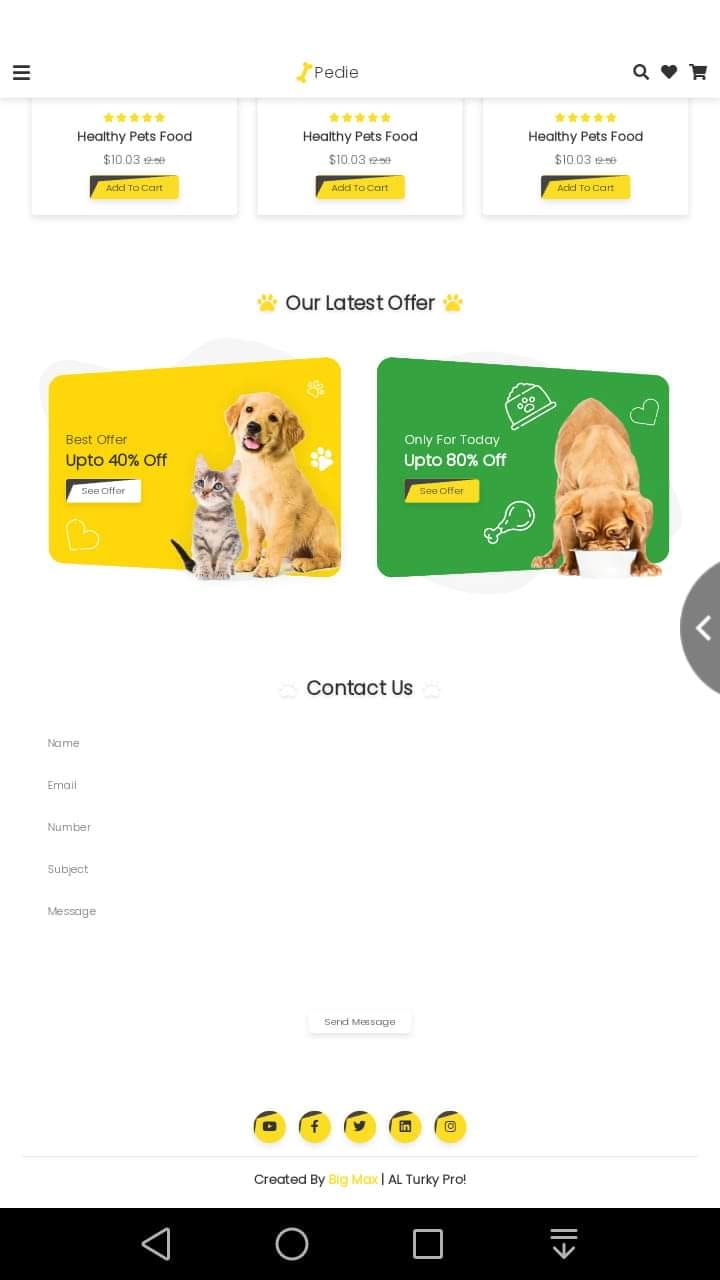 Pedie
Healthy Pets Food
$10.03 12.50
Add To Cart
Healthy Pets Food
$10.03 12.50
Add To Cart
Healthy Pets Food
$10.03 12.50
Add To Cart
Our Latest Offer
Best Offer
Upto 40% Off
See Offer
Only For Today
Upto 80% Off
See Offer
Contact Us
Name
Email
Number
Subject
Message
Send Message
Created By Big Max | AL Turky Pro!